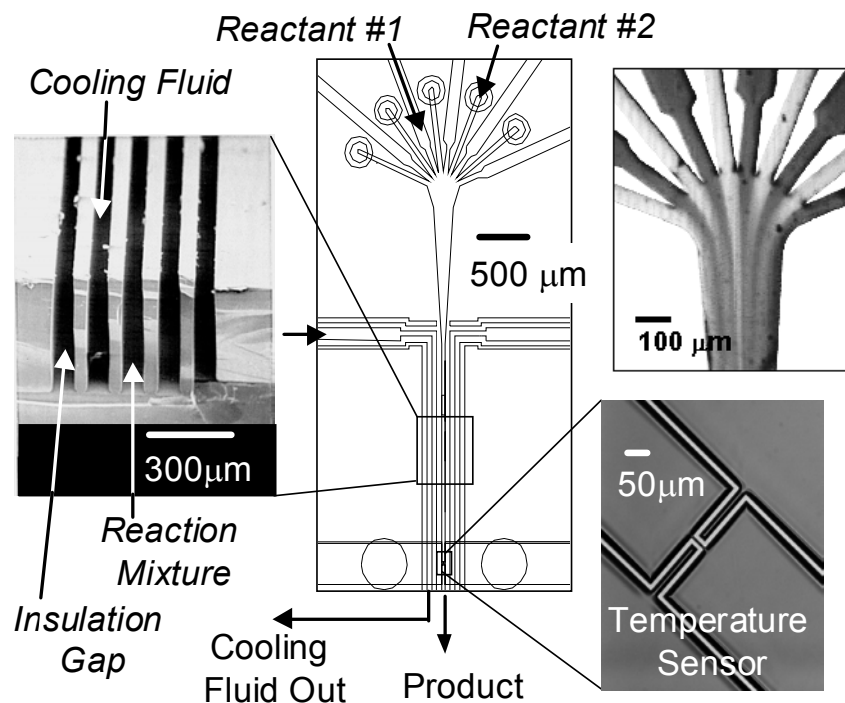 Reactant #1
Reactant #2
Cooling Fluid
500 μm
100 μm
300μm
50μm
Reaction
Mixture
Insulation
Gap
Temperature
Sensor
Cooling
Fluid Out
Product